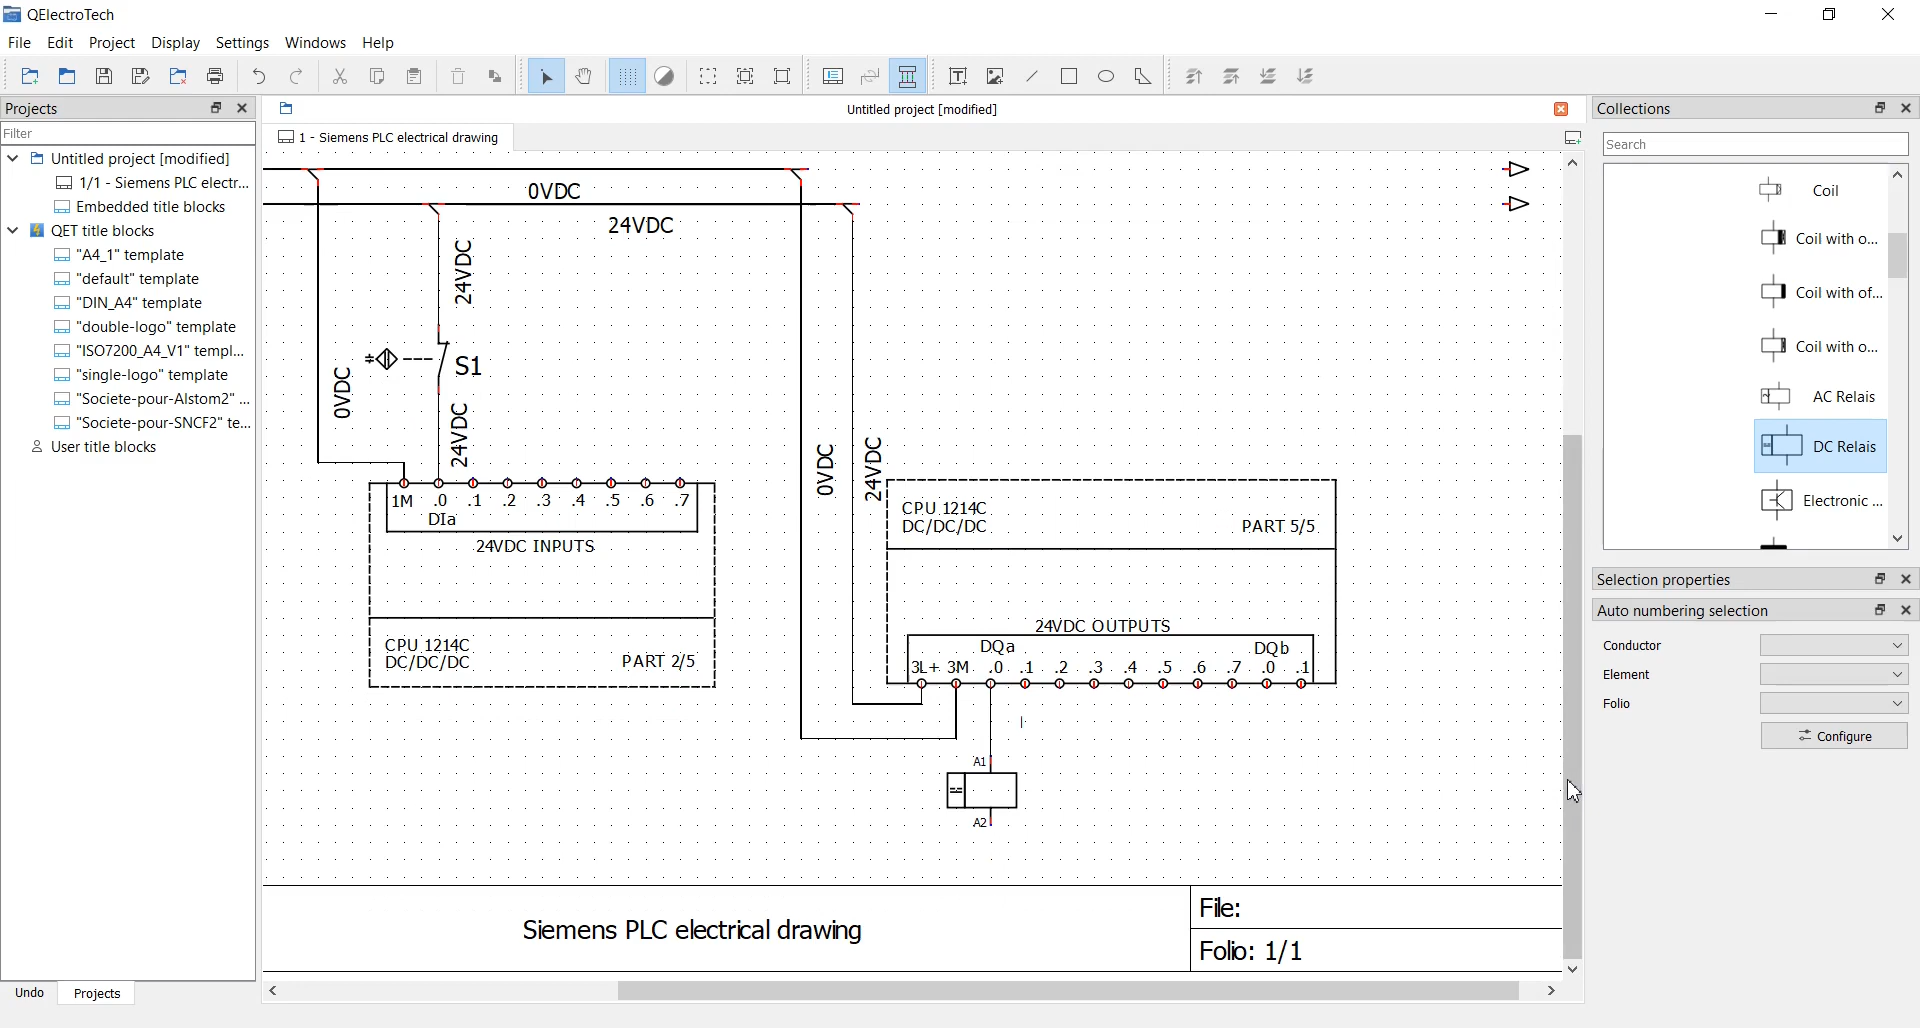 QElectroTech
File Edit Project Display Settings Windows Help
Projects
Filter
Untitled project [modified]
1/1 - Siemens PLC electr...
Embedded title blocks
QET title blocks
"A4_1" template
"default" template
"DIN_A4" template
"double-logo" template
"ISO7200_A4_V1" templ...
"single-logo" template
"Societe-pour-Alstom2" ...
"Societe-pour-SNCF2" te...
User title blocks
Undo Projects
Untitled project [modified]
1 - Siemens PLC electrical drawing
0VDC
24VDC
24VDC
S1
0VDC
24VDC
1M .0 .1 .2 .3 .4 .5 .6 .7
DIa
24VDC INPUTS
CPU 1214C
DC/DC/DC
PART 2/5
0VDC
24VDC
CPU 1214C
DC/DC/DC
PART 5/5
24VDC OUTPUTS
DQa DQb
3L+ 3M .0 .1 .2 .3 .4 .5 .6 .7 .0 .1
A1
A2
Siemens PLC electrical drawing
File:
Folio: 1/1
Collections
Search
Coil
Coil with o...
Coil with of...
Coil with o...
AC Relais
DC Relais
Electronic ...
Selection properties
Auto numbering selection
Conductor
Element
Folio
Configure